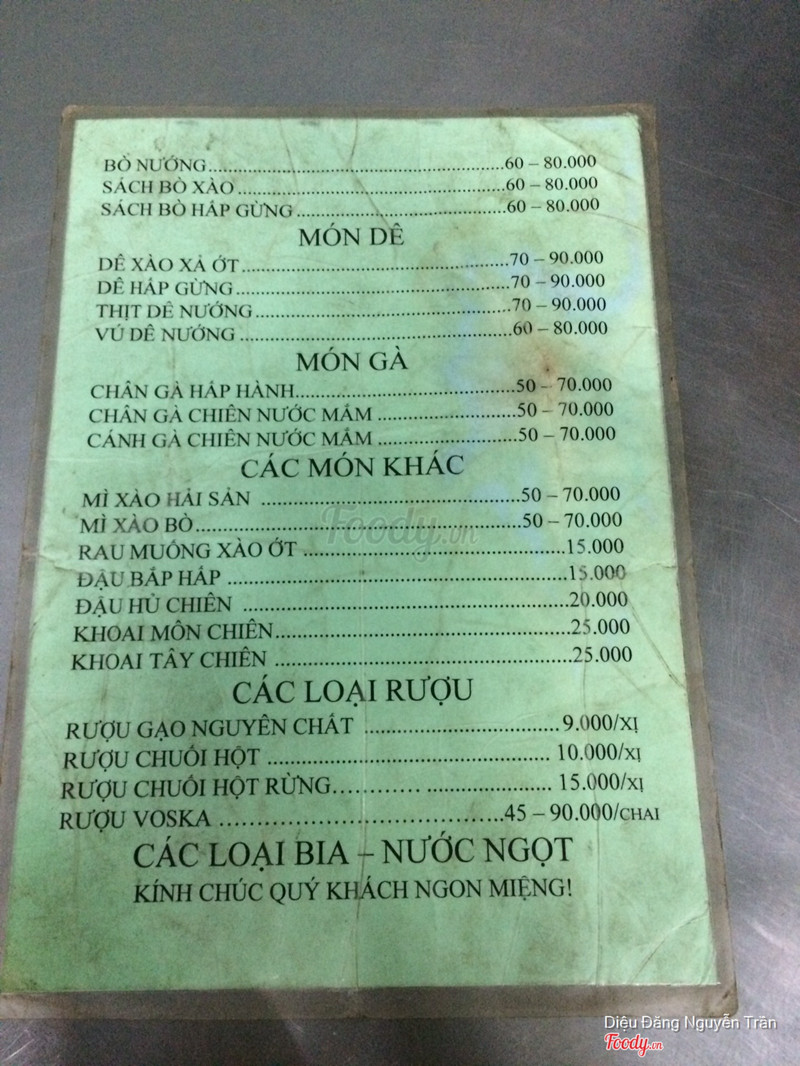 BÒ NƯỚNG.....................................................60 – 80.000
SÁCH BÒ XÀO................................................60 – 80.000
SÁCH BÒ HẤP GỪNG.....................................60 – 80.000
MÓN DÊ
DÊ XÀO XẢ ỚT................................................70 – 90.000
DÊ HẤP GỪNG.................................................70 – 90.000
THỊT DÊ NƯỚNG..............................................70 – 90.000
VÚ DÊ NƯỚNG.................................................60 – 80.000
MÓN GÀ
CHÂN GÀ HẤP HÀNH.......................................50 – 70.000
CHÂN GÀ CHIÊN NƯỚC MẮM.........................50 – 70.000
CÁNH GÀ CHIÊN NƯỚC MẮM.........................50 – 70.000
CÁC MÓN KHÁC
MÌ XÀO HẢI SẢN.............................................50 – 70.000
MÌ XÀO BÒ.......................................................50 – 70.000
RAU MUỐNG XÀO ỚT.............................................15.000
ĐẬU BẮP HẤP..........................................................15.000
ĐẬU HỦ CHIÊN........................................................20.000
KHOAI MÔN CHIÊN..................................................25.000
KHOAI TÂY CHIÊN...................................................25.000
CÁC LOẠI RƯỢU
RƯỢU GẠO NGUYÊN CHẤT................................9.000/XỊ
RƯỢU CHUỐI HỘT.............................................10.000/XỊ
RƯỢU CHUỐI HỘT RỪNG..................................15.000/XỊ
RƯỢU VOSKA................................................45 – 90.000/CHAI
CÁC LOẠI BIA – NƯỚC NGỌT
KÍNH CHÚC QUÝ KHÁCH NGON MIỆNG!
Foody.vn
Diệu Đăng Nguyễn Trần
Foody.vn